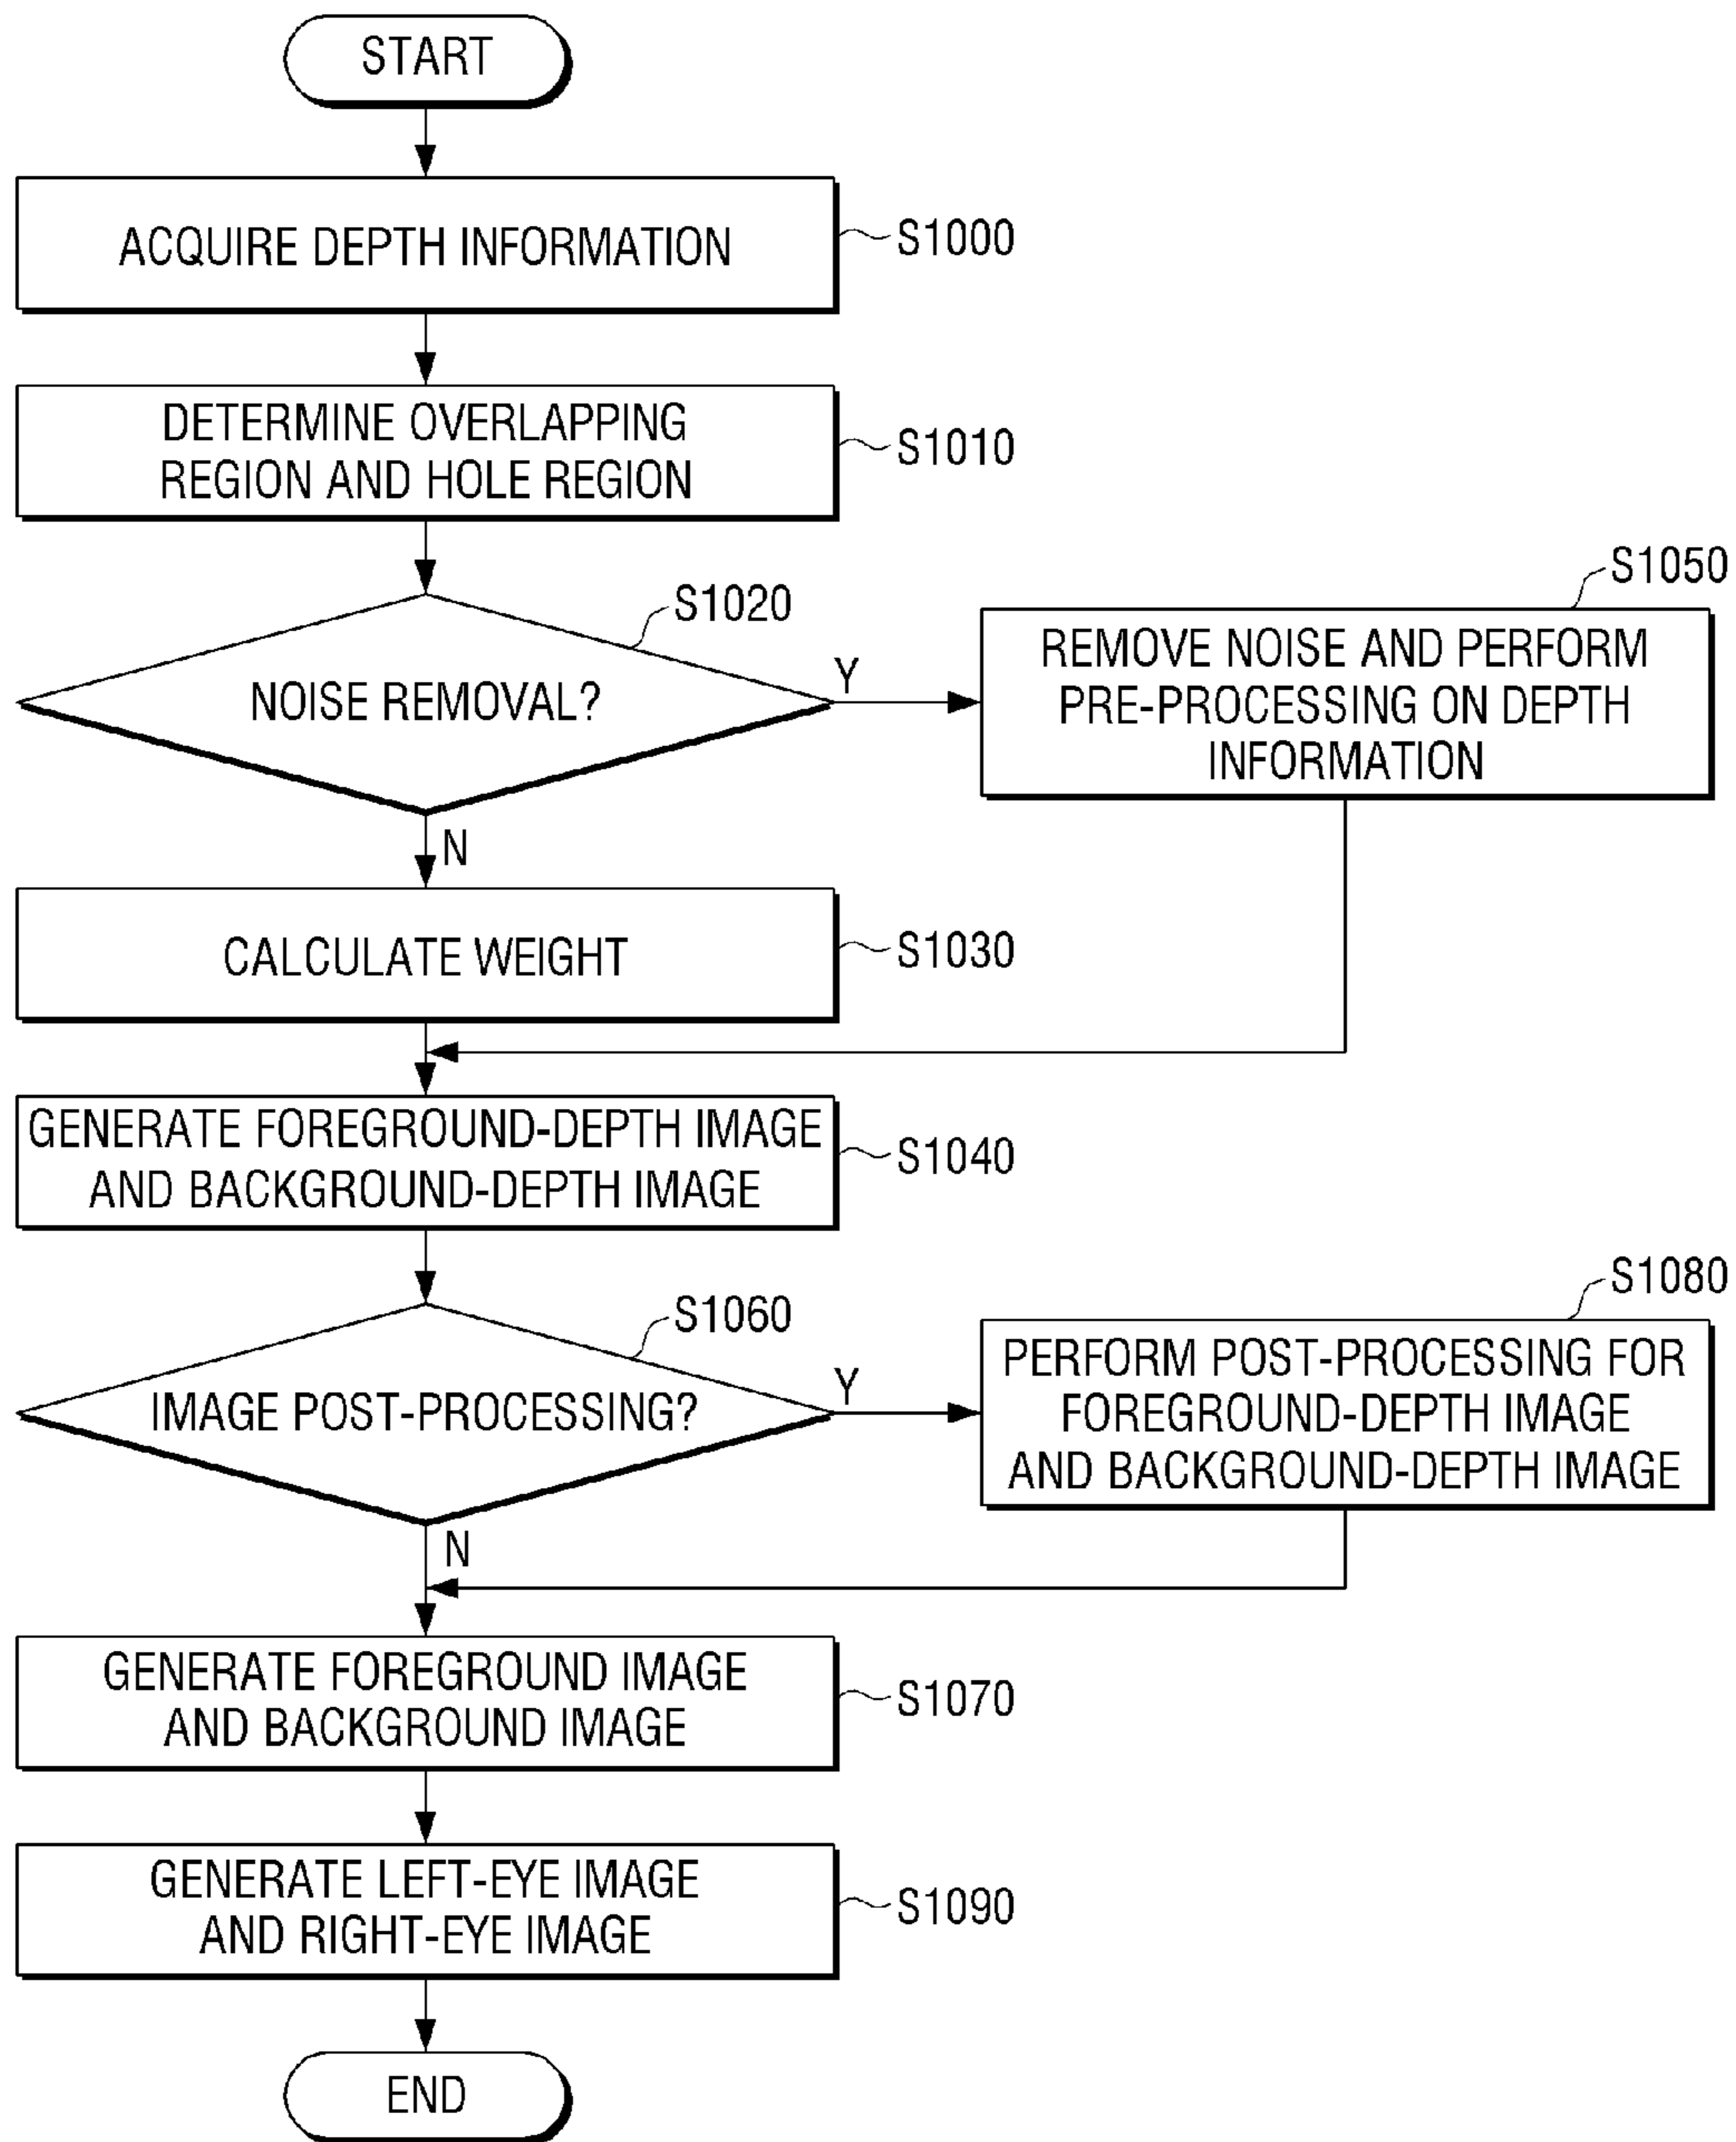 START
ACQUIRE DEPTH INFORMATION
S1000
DETERMINE OVERLAPPING
REGION AND HOLE REGION
S1010
S1020
NOISE REMOVAL?
Y
N
S1050
REMOVE NOISE AND PERFORM
PRE-PROCESSING ON DEPTH
INFORMATION
CALCULATE WEIGHT
S1030
GENERATE FOREGROUND-DEPTH IMAGE
AND BACKGROUND-DEPTH IMAGE
S1040
S1060
IMAGE POST-PROCESSING?
Y
N
S1080
PERFORM POST-PROCESSING FOR
FOREGROUND-DEPTH IMAGE
AND BACKGROUND-DEPTH IMAGE
GENERATE FOREGROUND IMAGE
AND BACKGROUND IMAGE
S1070
GENERATE LEFT-EYE IMAGE
AND RIGHT-EYE IMAGE
S1090
END